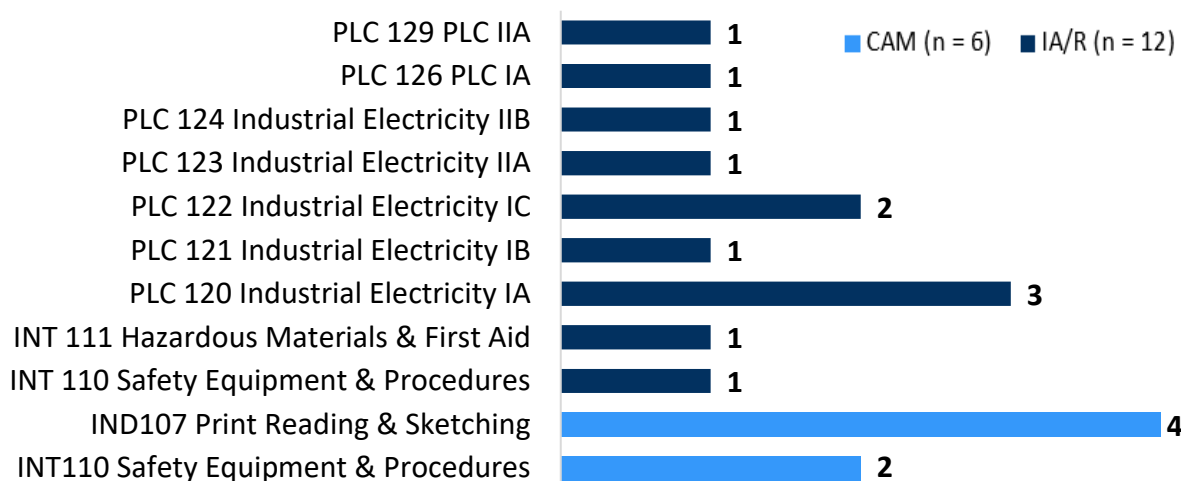 PLC 129 PLC IIA 1
CAM (n = 6) IA/R (n = 12)
PLC 126 PLC IA 1
PLC 124 Industrial Electricity IIB 1
PLC 123 Industrial Electricity IIA 1
PLC 122 Industrial Electricity IC 2
PLC 121 Industrial Electricity IB 1
PLC 120 Industrial Electricity IA 3
INT 111 Hazardous Materials & First Aid 1
INT 110 Safety Equipment & Procedures 1
IND107 Print Reading & Sketching 4
INT110 Safety Equipment & Procedures 2